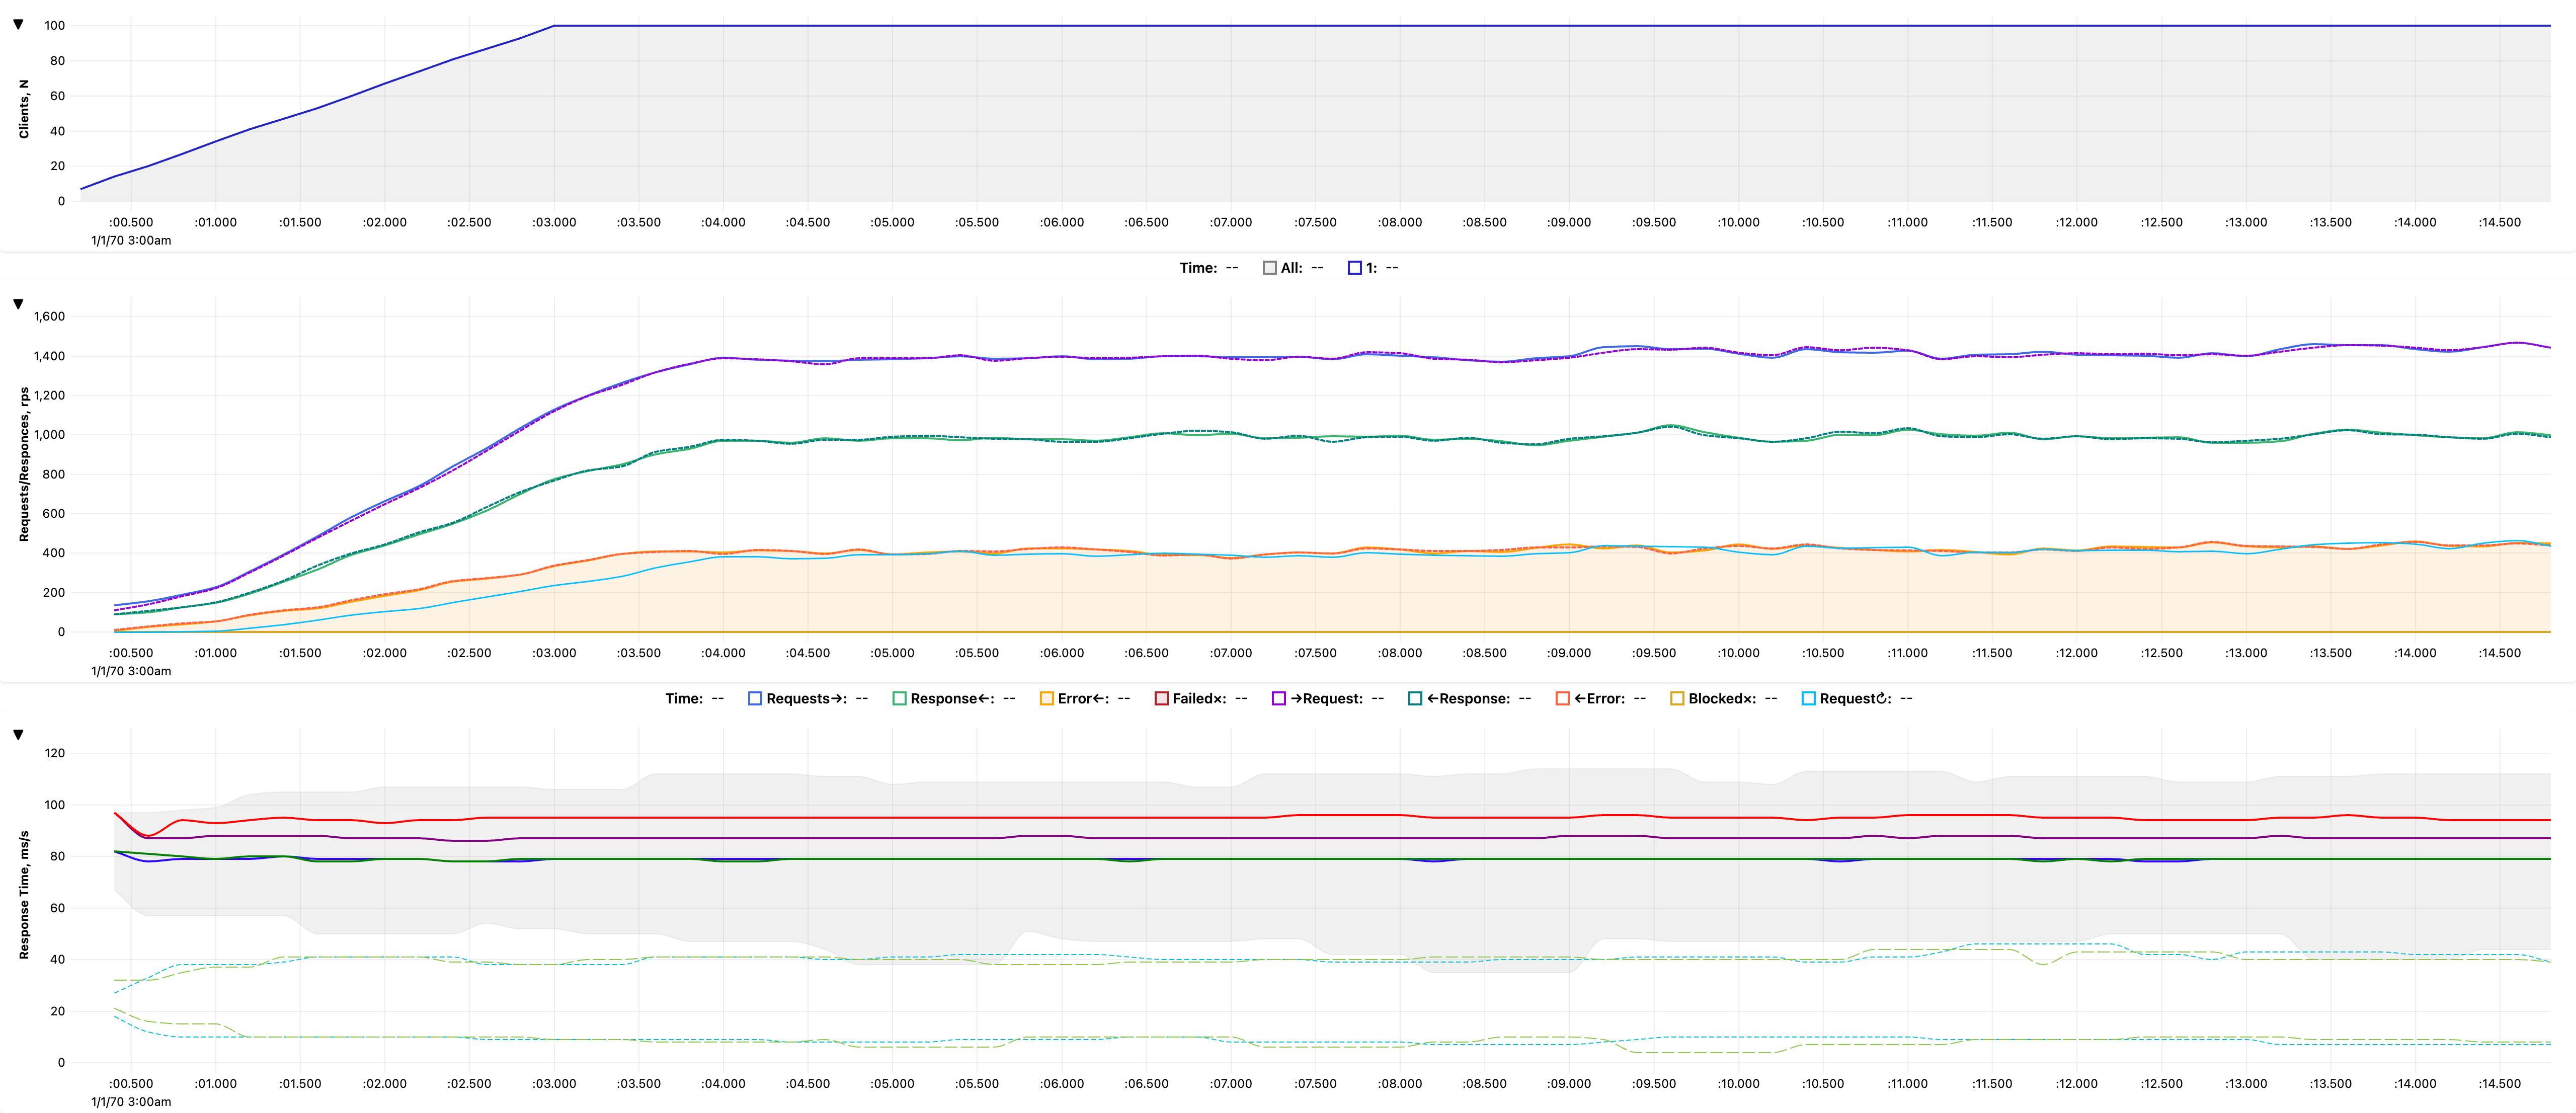 ▼
Clients, N
100
80
60
40
20
0
:00.500 :01.000 :01.500 :02.000 :02.500 :03.000 :03.500 :04.000 :04.500 :05.000 :05.500 :06.000 :06.500 :07.000 :07.500 :08.000 :08.500 :09.000 :09.500 :10.000 :10.500 :11.000 :11.500 :12.000 :12.500 :13.000 :13.500 :14.000 :14.500
1/1/70 3:00am
Time: -- All: -- 1: --
▼
Requests/Responces, rps
1,600
1,400
1,200
1,000
800
600
400
200
0
:00.500 :01.000 :01.500 :02.000 :02.500 :03.000 :03.500 :04.000 :04.500 :05.000 :05.500 :06.000 :06.500 :07.000 :07.500 :08.000 :08.500 :09.000 :09.500 :10.000 :10.500 :11.000 :11.500 :12.000 :12.500 :13.000 :13.500 :14.000 :14.500
1/1/70 3:00am
Time: -- Requests→: -- Response←: -- Error←: -- Failed×: -- →Request: -- ←Response: -- ←Error: -- Blocked×: -- Request↻: --
▼
Response Time, ms/s
120
100
80
60
40
20
0
:00.500 :01.000 :01.500 :02.000 :02.500 :03.000 :03.500 :04.000 :04.500 :05.000 :05.500 :06.000 :06.500 :07.000 :07.500 :08.000 :08.500 :09.000 :09.500 :10.000 :10.500 :11.000 :11.500 :12.000 :12.500 :13.000 :13.500 :14.000 :14.500
1/1/70 3:00am